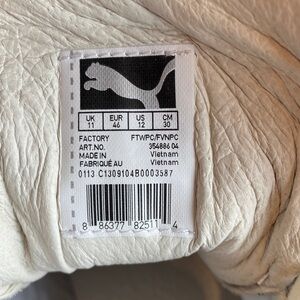 UK EUR US CM
11 46 12 30
FACTORY FTWPC/FVNPC
ART.NO. 354886 04
MADE IN Vietnam
FABRIQUÉ AU Vietnam
0113 C1309104B0003587
8 86377 82511 4